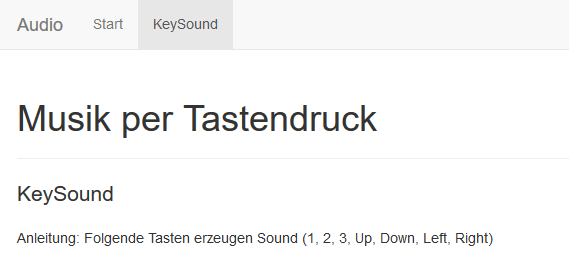 Audio Start KeySound
Musik per Tastendruck
KeySound
Anleitung: Folgende Tasten erzeugen Sound (1, 2, 3, Up, Down, Left, Right)